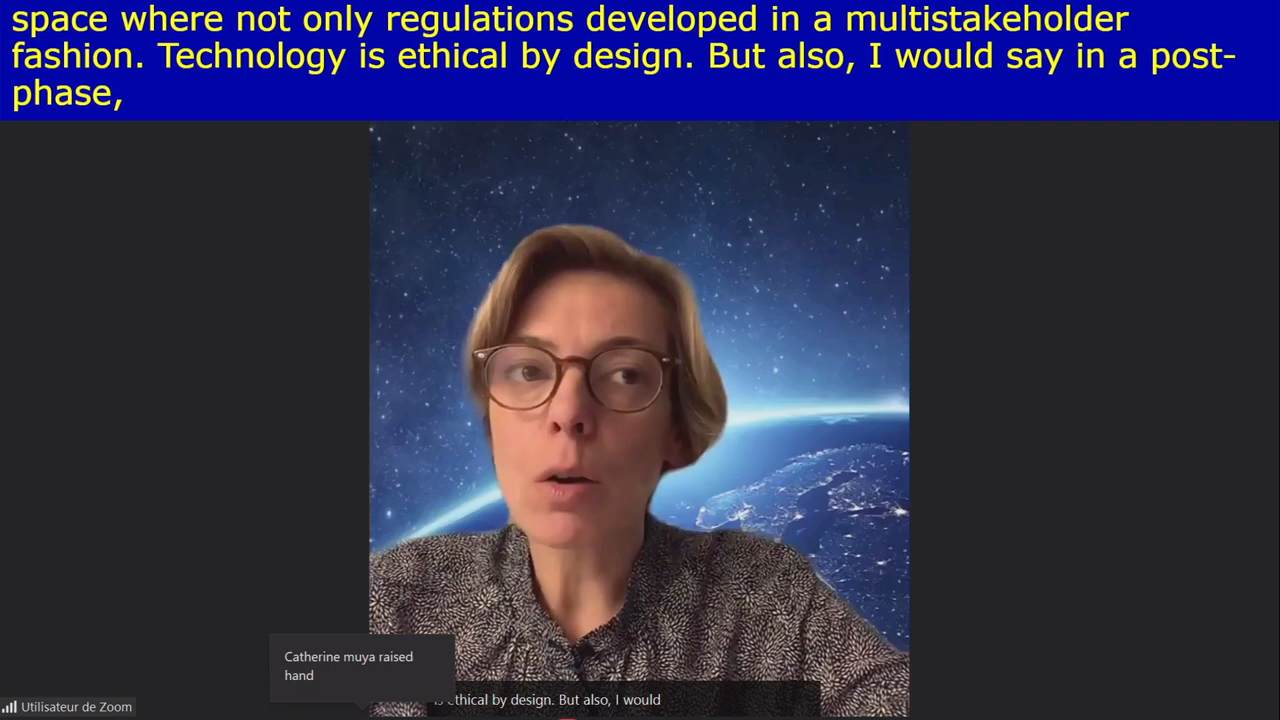 space where not only regulations developed in a multistakeholder
fashion. Technology is ethical by design. But also, I would say in a post-
phase,
Catherine muya raised
hand
ethical by design. But also, I would
Utilisateur de Zoom